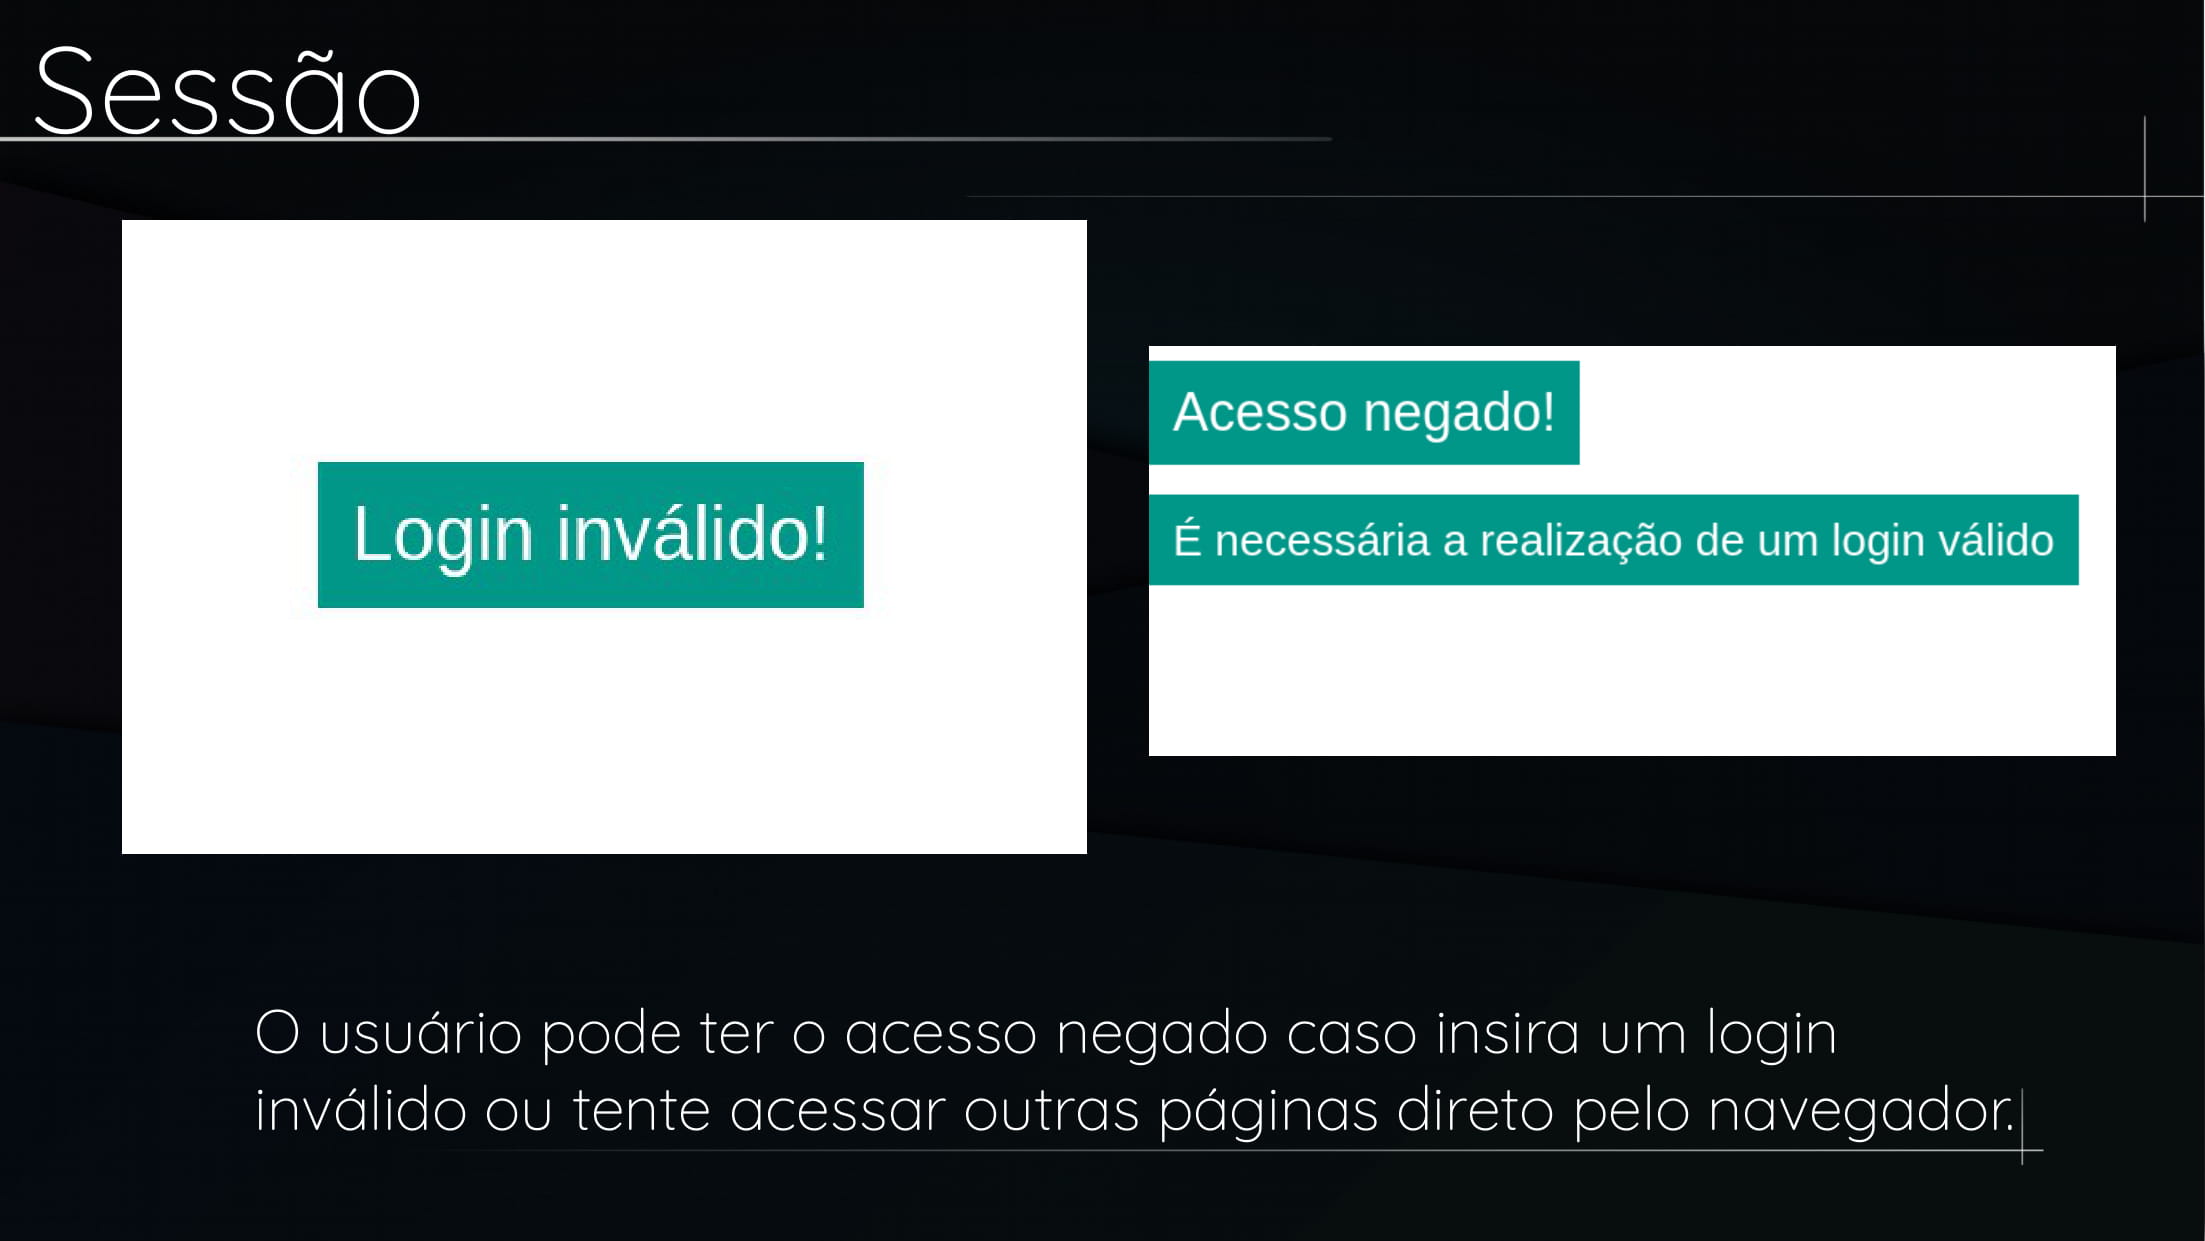 Sessão
Login inválido!
Acesso negado!
É necessária a realização de um login válido
O usuário pode ter o acesso negado caso insira um login
inválido ou tente acessar outras páginas direto pelo navegador.